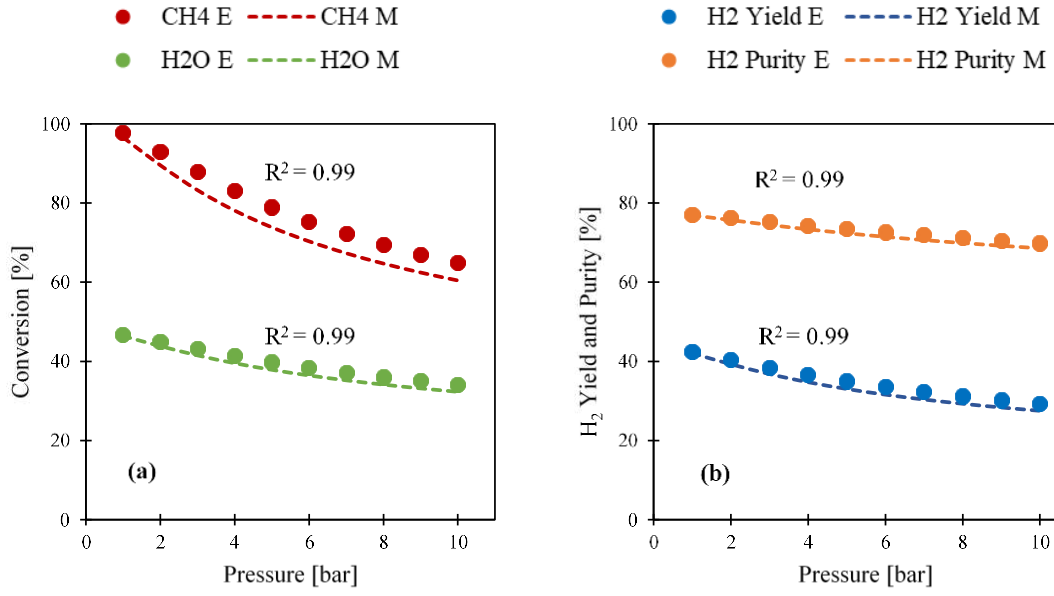 CH4 E CH4 M
H2O E H2O M
100
80
60
40
20
0
Conversion [%]
R² = 0.99
R² = 0.99
(a)
0 2 4 6 8 10
Pressure [bar]
H2 Yield E H2 Yield M
H2 Purity E H2 Purity M
100
80
60
40
20
0
H₂ Yield and Purity [%]
R² = 0.99
R² = 0.99
(b)
0 2 4 6 8 10
Pressure [bar]